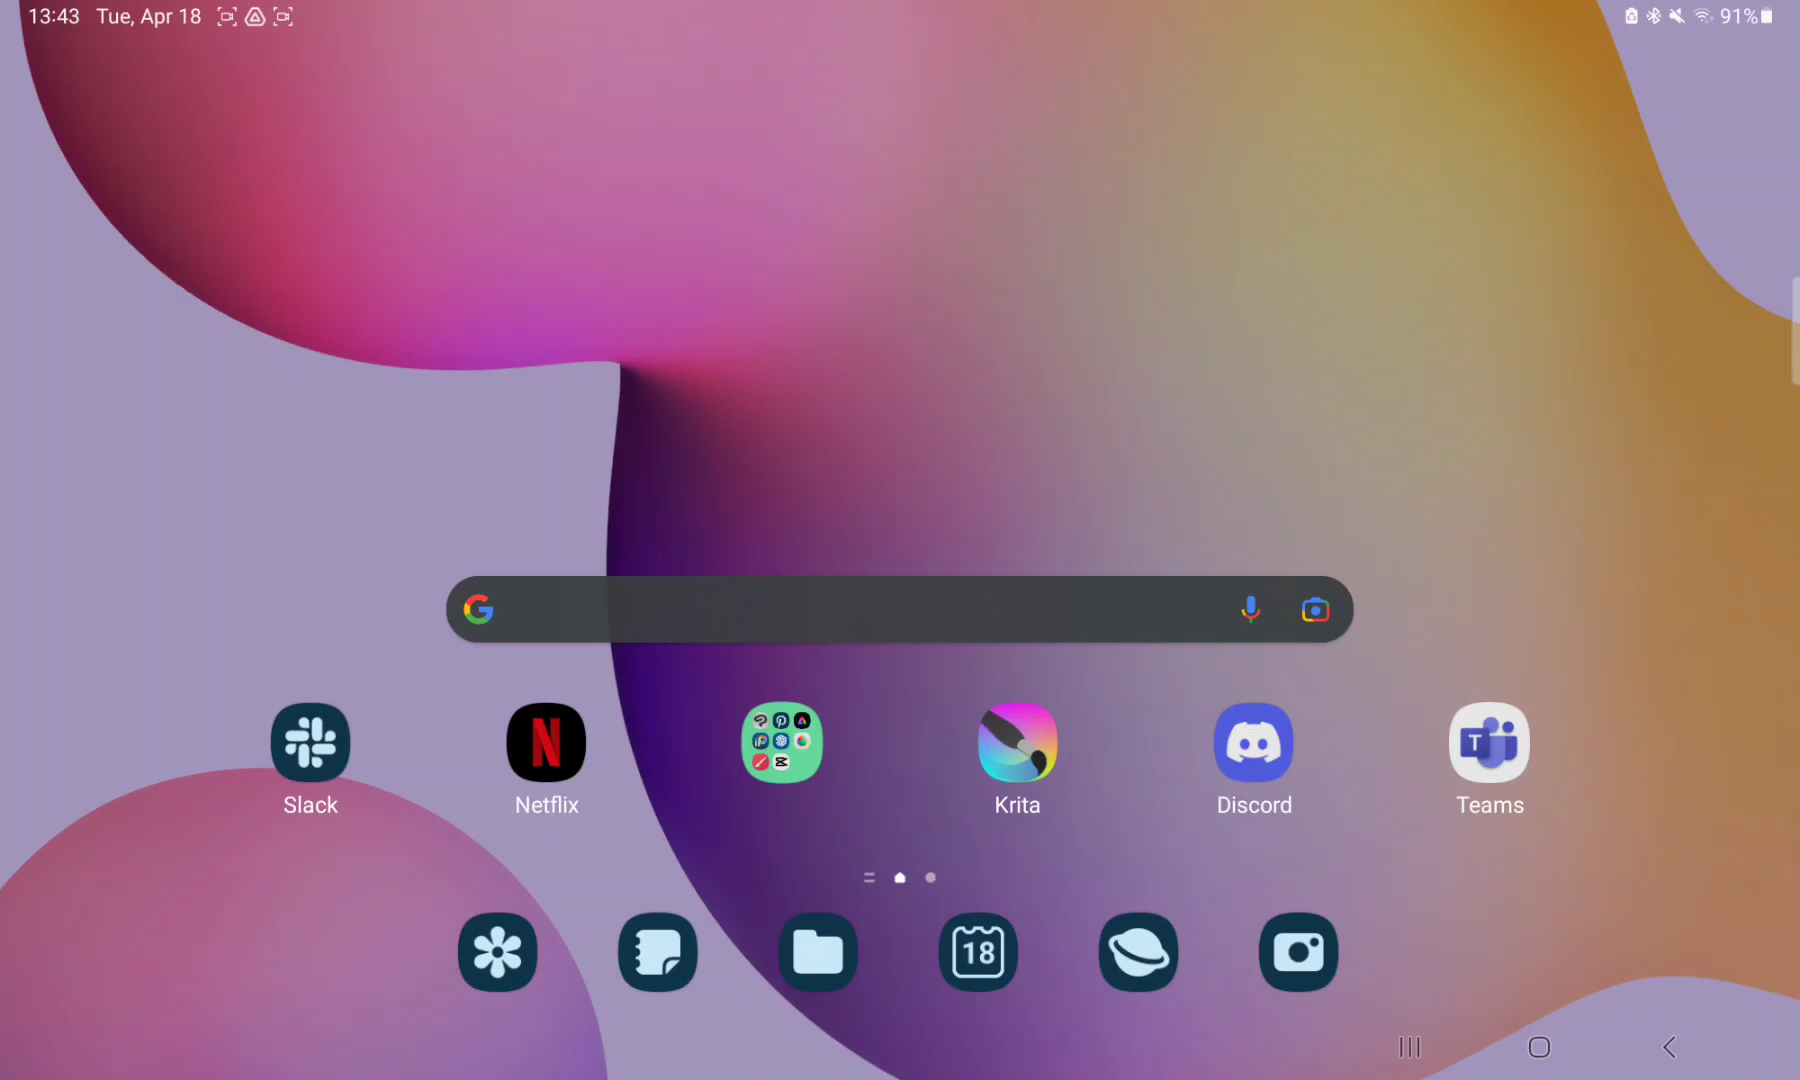 13:43 Tue, Apr 18
91%
Slack
Netflix
Krita
Discord
T
Teams
18